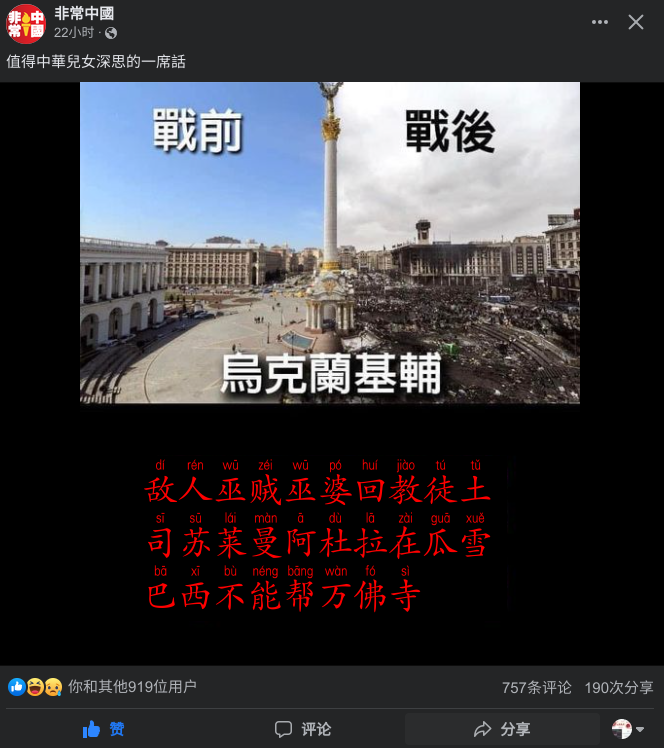 非常中國
22小时
值得中華兒女深思的一席話
戰前 戰後
烏克蘭基輔
dí rén wū zéi wū pó huí jiào tú tǔ
敌人巫贼巫婆回教徒土
sī sū lái màn ā dù lā zài guā xuě
司苏莱曼阿杜拉在瓜雪
bā xī bù néng bāng wàn fó sì
巴西不能帮万佛寺
你和其他919位用户 757条评论 190次分享
赞 评论 分享